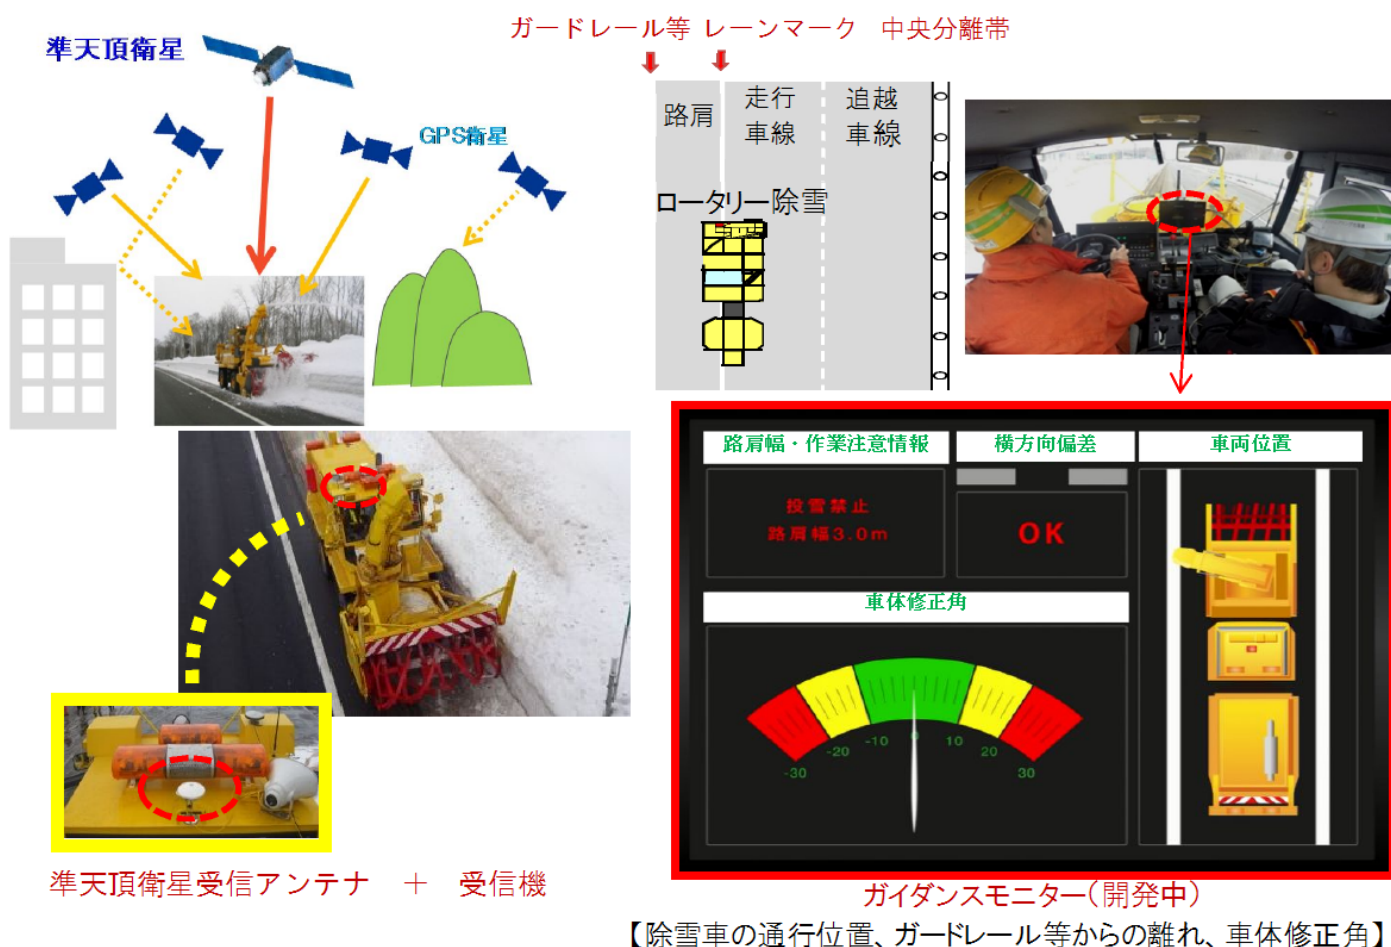 準天頂衛星
GPS衛星
ガードレール等 レーンマーク 中央分離帯
路肩
走行
車線
追越
車線
ロータリー除雪
路肩幅・作業注意情報
横方向偏差
車両位置
投雪禁止
路肩幅3.0m
OK
車体修正角
-30
-20
-10
0
10
20
30
準天頂衛星受信アンテナ ＋ 受信機
ガイダンスモニター(開発中)
【除雪車の通行位置、ガードレール等からの離れ、車体修正角】